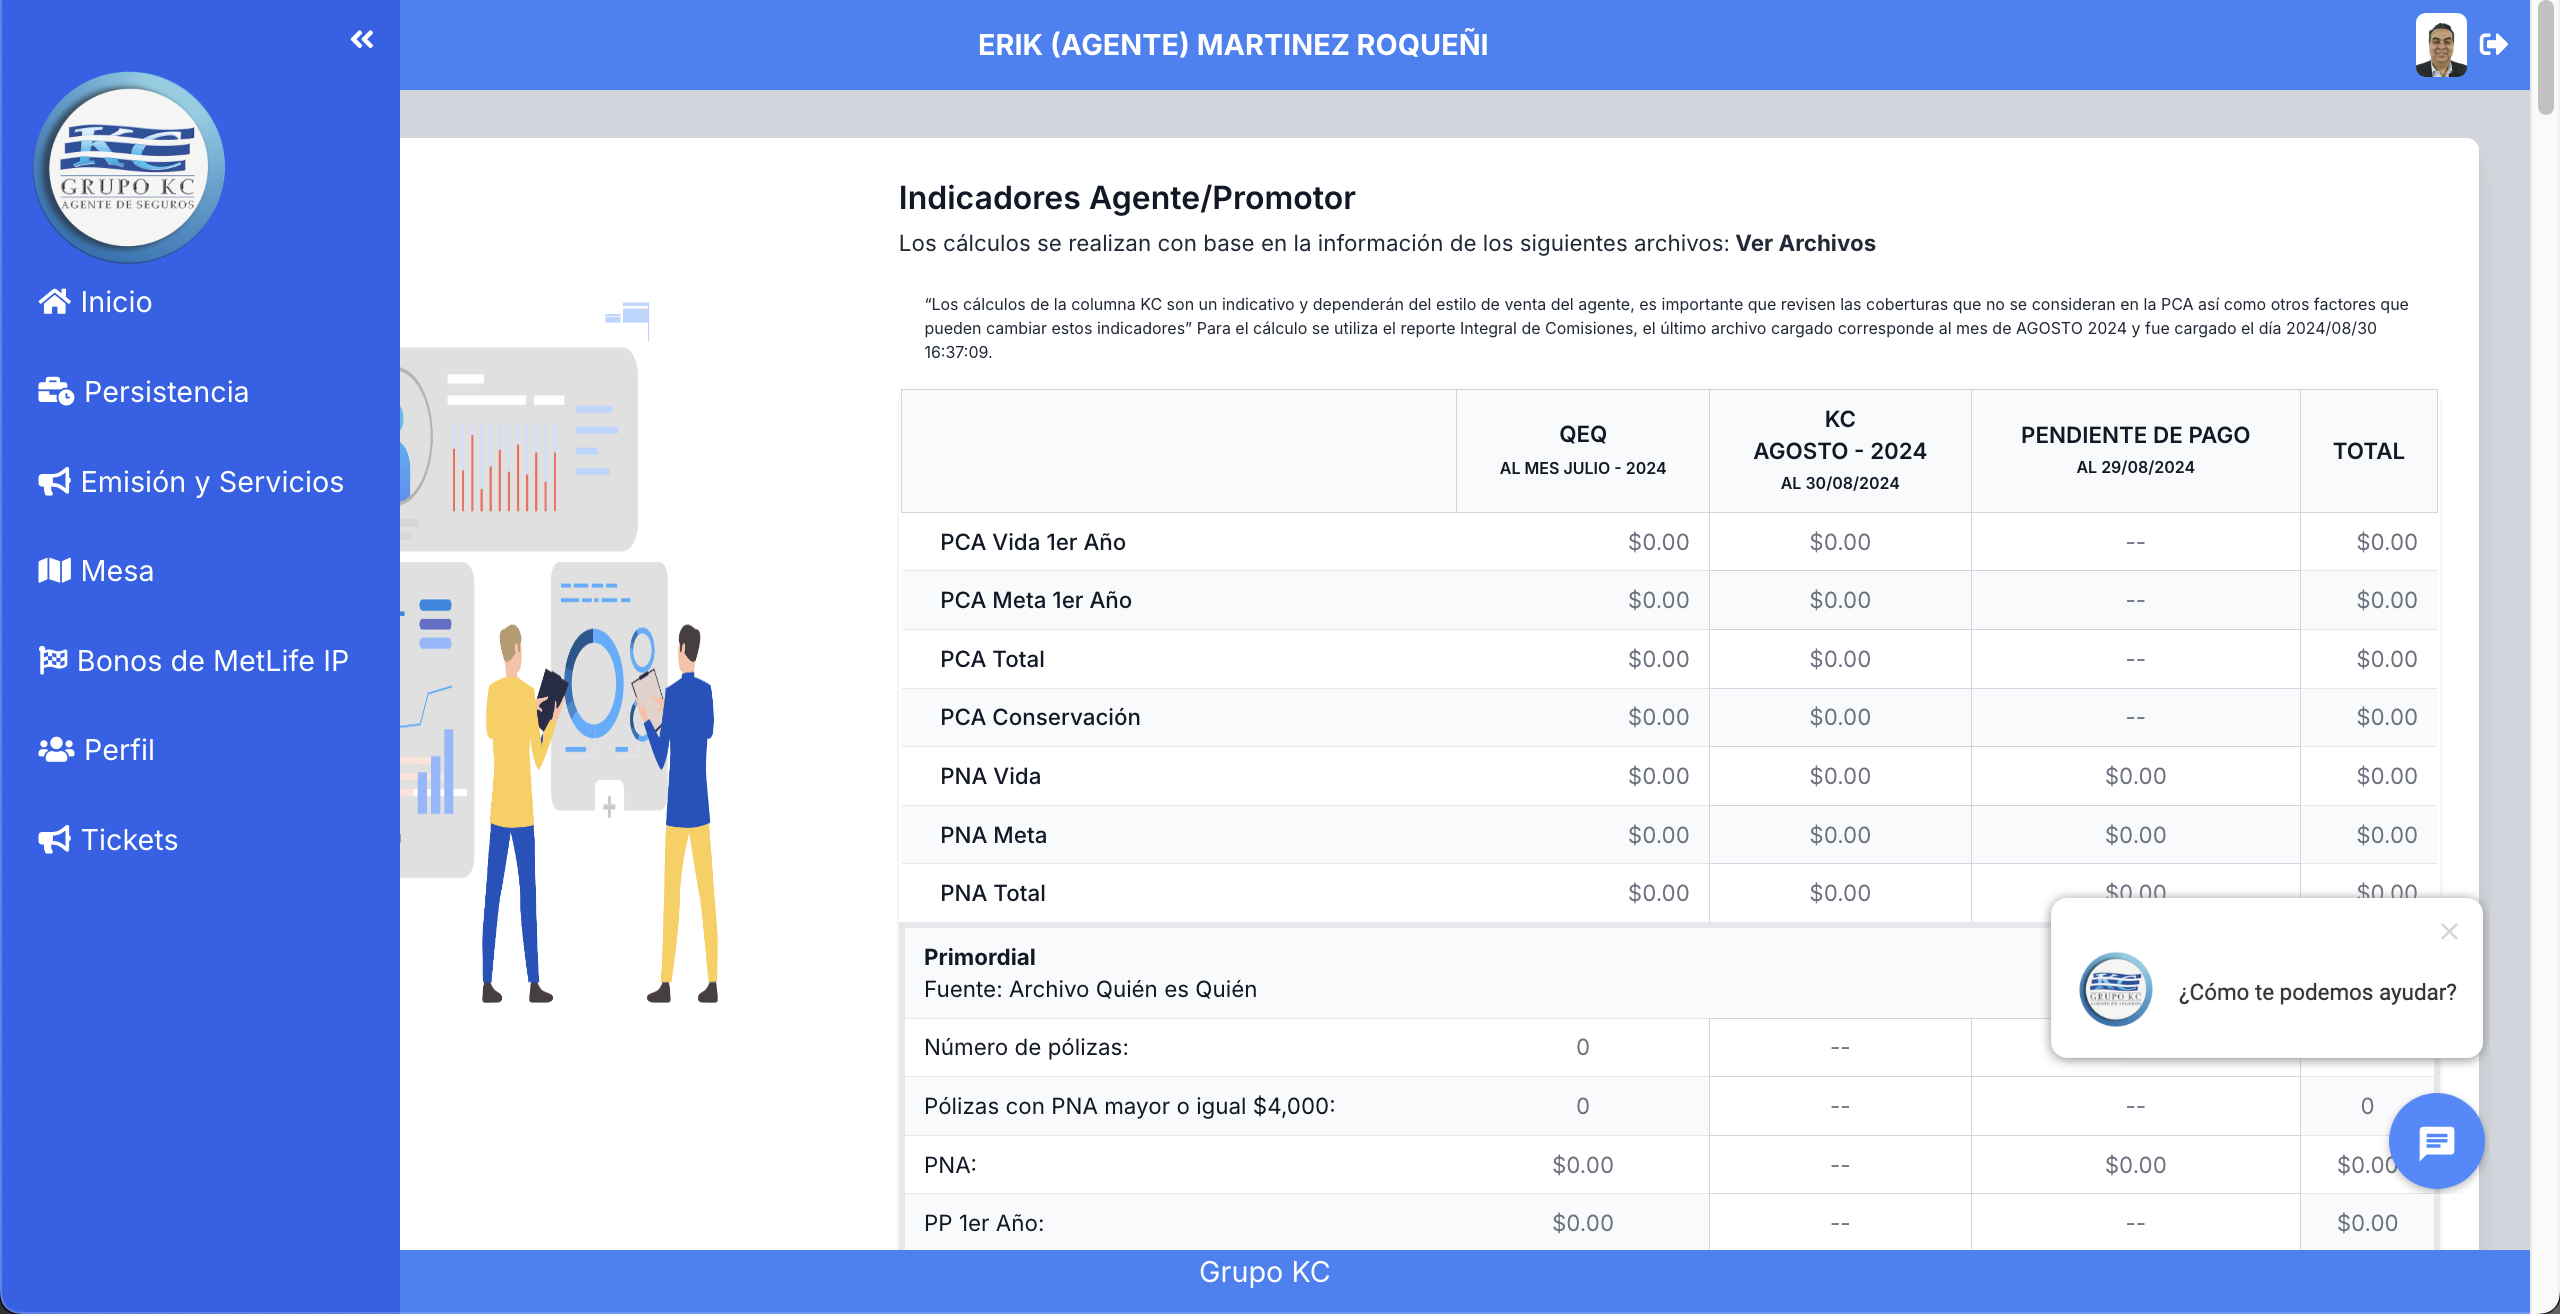 ERIK (AGENTE) MARTINEZ ROQUEÑI
KC
GRUPO KC
AGENTE DE SEGUROS
Inicio
Persistencia
Emisión y Servicios
Mesa
Bonos de MetLife IP
Perfil
Tickets
Indicadores Agente/Promotor
Los cálculos se realizan con base en la información de los siguientes archivos: Ver Archivos
“Los cálculos de la columna KC son un indicativo y dependerán del estilo de venta del agente, es importante que revisen las coberturas que no se consideran en la PCA así como otros factores que
pueden cambiar estos indicadores” Para el cálculo se utiliza el reporte Integral de Comisiones, el último archivo cargado corresponde al mes de AGOSTO 2024 y fue cargado el día 2024/08/30
16:37:09.
QEQ
AL MES JULIO - 2024
KC
AGOSTO - 2024
AL 30/08/2024
PENDIENTE DE PAGO
AL 29/08/2024
TOTAL
PCA Vida 1er Año $0.00 $0.00 -- $0.00
PCA Meta 1er Año $0.00 $0.00 -- $0.00
PCA Total $0.00 $0.00 -- $0.00
PCA Conservación $0.00 $0.00 -- $0.00
PNA Vida $0.00 $0.00 $0.00 $0.00
PNA Meta $0.00 $0.00 $0.00 $0.00
PNA Total $0.00 $0.00 $0.00 $0.00
Primordial
Fuente: Archivo Quién es Quién
Número de pólizas: 0 --
Pólizas con PNA mayor o igual $4,000: 0 -- -- 0
PNA: $0.00 -- $0.00 $0.00
PP 1er Año: $0.00 -- -- $0.00
GRUPO KC
¿Cómo te podemos ayudar?
Grupo KC